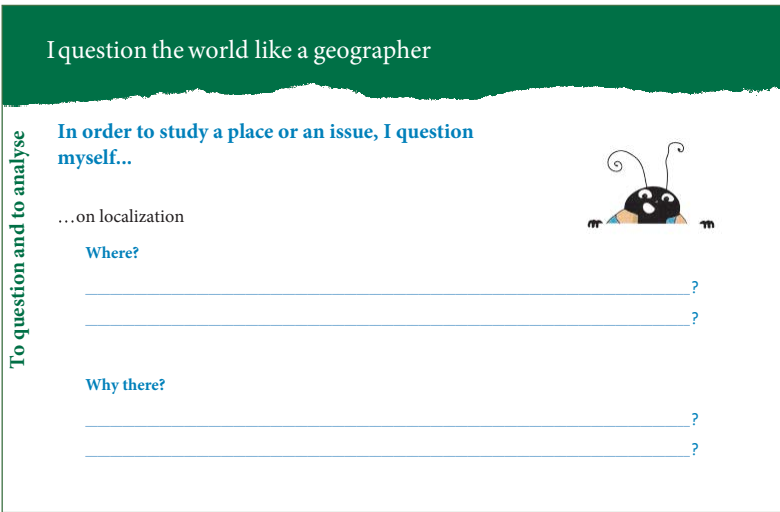 I question the world like a geographer
To question and to analyse
In order to study a place or an issue, I question
myself...
…on localization
Where?
?
?
Why there?
?
?